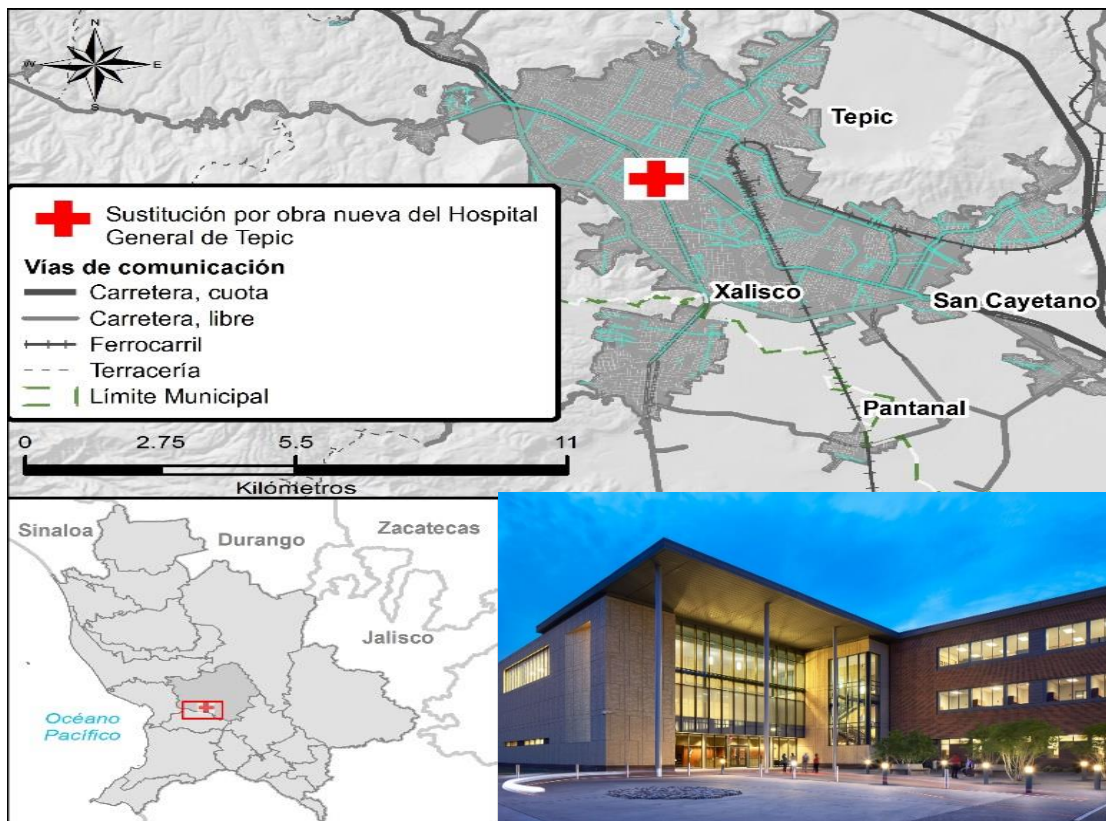 N
W E
S
Tepic
Sustitución por obra nueva del Hospital
General de Tepic
Vías de comunicación
Carretera, cuota
Carretera, libre
Ferrocarril
Terracería
Límite Municipal
Xalisco
San Cayetano
Pantanal
0 2.75 5.5 11
Kilómetros
Sinaloa
Durango
Zacatecas
Jalisco
Océano
Pacífico